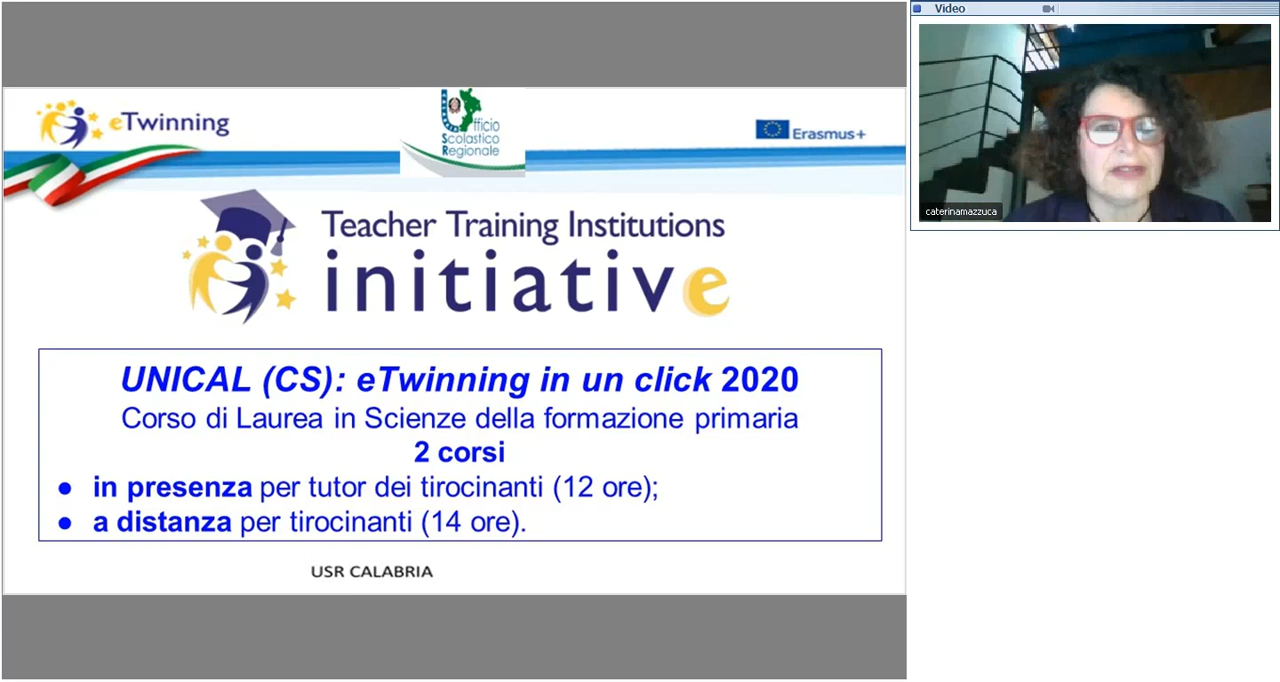 Video
eTwinning
Ufficio
Scolastico
Regionale
Erasmus+
Teacher Training Institutions
initiative
caterinamazzuca
UNICAL (CS): eTwinning in un click 2020
Corso di Laurea in Scienze della formazione primaria
2 corsi
● in presenza per tutor dei tirocinanti (12 ore);
● a distanza per tirocinanti (14 ore).
USR CALABRIA